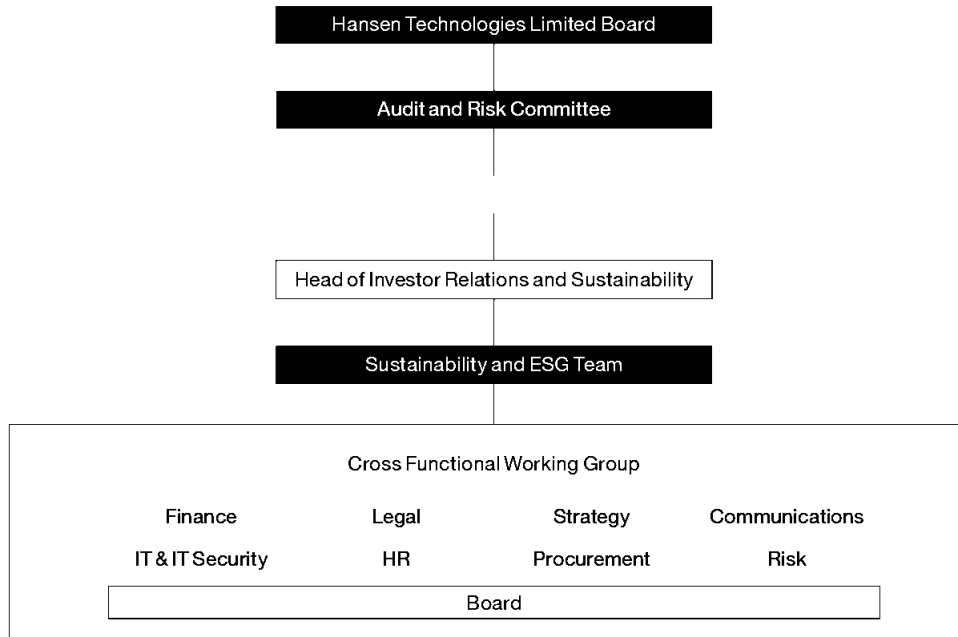 Hansen Technologies Limited Board
Audit and Risk Committee
Head of Investor Relations and Sustainability
Sustainability and ESG Team
Cross Functional Working Group
Finance Legal Strategy Communications
IT & IT Security HR Procurement Risk
Board